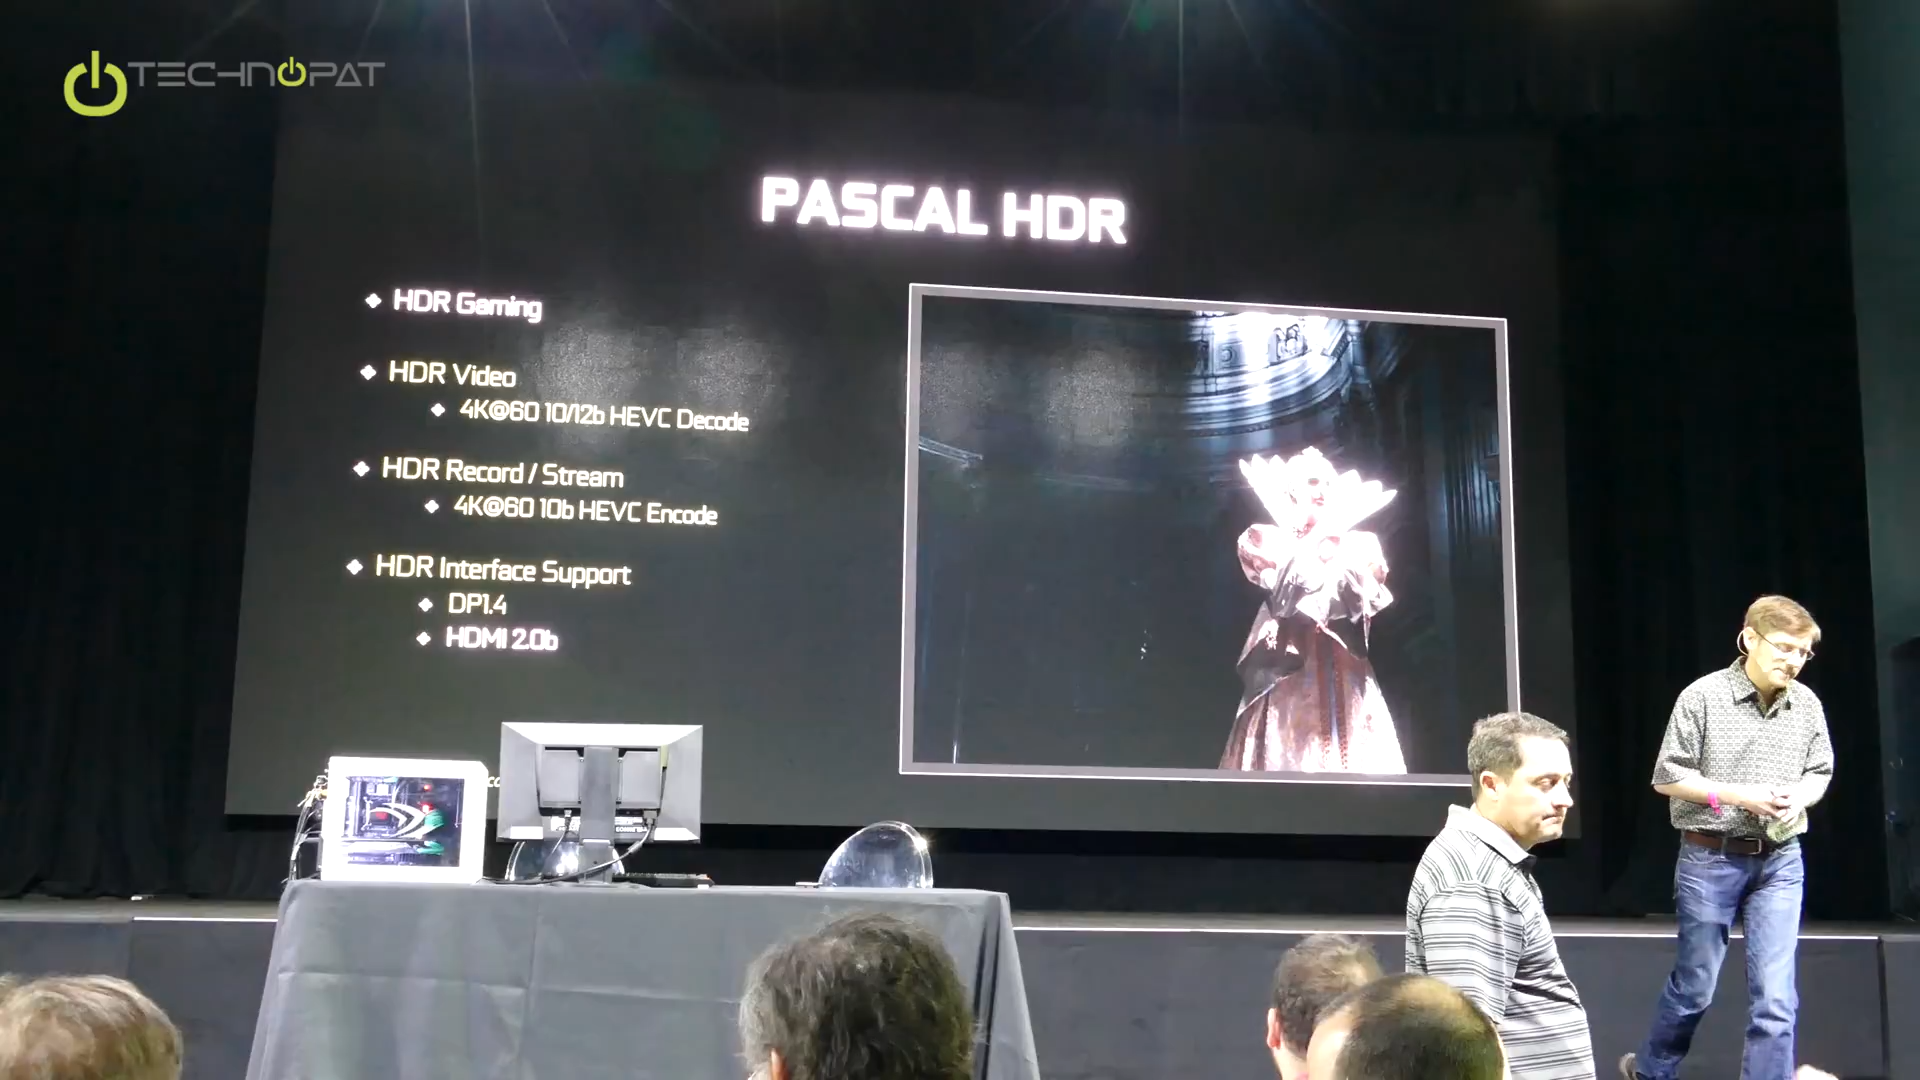 TECHNOPAT
PASCAL HDR
HDR Gaming
HDR Video
4K@60 10/12b HEVC Decode
HDR Record / Stream
4K@60 10b HEVC Encode
HDR Interface Support
DP1.4
HDMI 2.0b